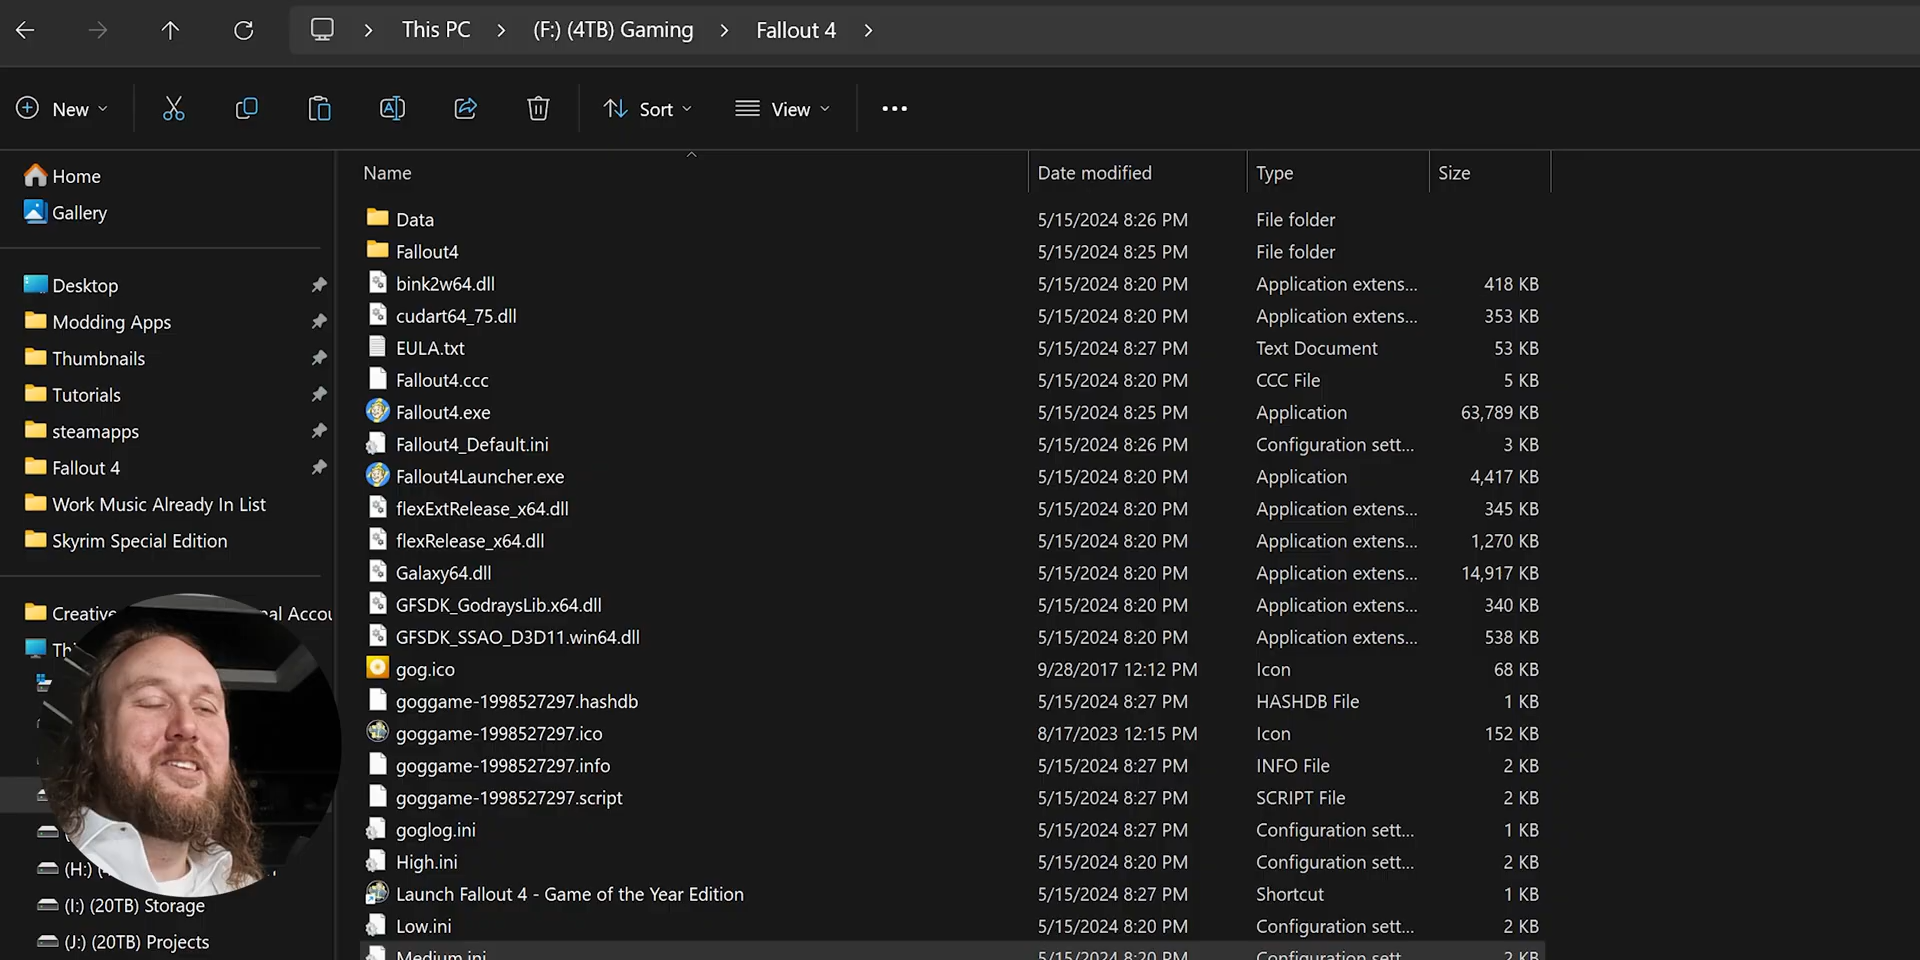 This PC > (F:) (4TB) Gaming > Fallout 4 >
New Sort View
Name Date modified Type Size
Home
Gallery
Desktop
Modding Apps
Thumbnails
Tutorials
steamapps
Fallout 4
Work Music Already In List
Skyrim Special Edition
Creative al Accou
Thi
(H:) (
(I:) (20TB) Storage
(J:) (20TB) Projects
Data 5/15/2024 8:26 PM File folder
Fallout4 5/15/2024 8:25 PM File folder
bink2w64.dll 5/15/2024 8:20 PM Application extens... 418 KB
cudart64_75.dll 5/15/2024 8:20 PM Application extens... 353 KB
EULA.txt 5/15/2024 8:27 PM Text Document 53 KB
Fallout4.ccc 5/15/2024 8:20 PM CCC File 5 KB
Fallout4.exe 5/15/2024 8:25 PM Application 63,789 KB
Fallout4_Default.ini 5/15/2024 8:26 PM Configuration sett... 3 KB
Fallout4Launcher.exe 5/15/2024 8:20 PM Application 4,417 KB
flexExtRelease_x64.dll 5/15/2024 8:20 PM Application extens... 345 KB
flexRelease_x64.dll 5/15/2024 8:20 PM Application extens... 1,270 KB
Galaxy64.dll 5/15/2024 8:20 PM Application extens... 14,917 KB
GFSDK_GodraysLib.x64.dll 5/15/2024 8:20 PM Application extens... 340 KB
GFSDK_SSAO_D3D11.win64.dll 5/15/2024 8:20 PM Application extens... 538 KB
gog.ico 9/28/2017 12:12 PM Icon 68 KB
goggame-1998527297.hashdb 5/15/2024 8:27 PM HASHDB File 1 KB
goggame-1998527297.ico 8/17/2023 12:15 PM Icon 152 KB
goggame-1998527297.info 5/15/2024 8:27 PM INFO File 2 KB
goggame-1998527297.script 5/15/2024 8:27 PM SCRIPT File 2 KB
goglog.ini 5/15/2024 8:27 PM Configuration sett... 1 KB
High.ini 5/15/2024 8:20 PM Configuration sett... 2 KB
Launch Fallout 4 - Game of the Year Edition 5/15/2024 8:27 PM Shortcut 1 KB
Low.ini 5/15/2024 8:20 PM Configuration sett... 2 KB
Medium.ini 5/15/2024 8:20 PM Configuration sett... 2 KB